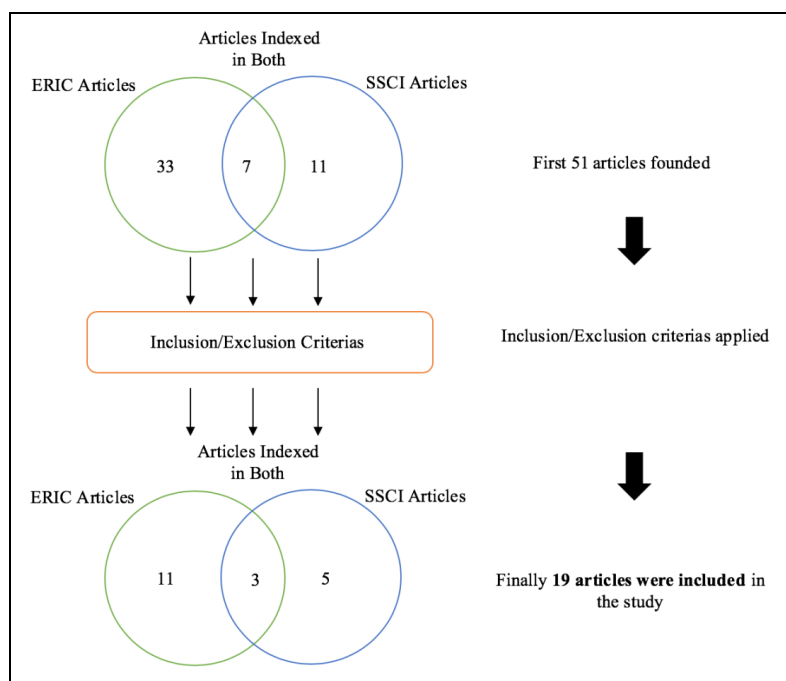 Articles Indexed
in Both
ERIC Articles
SSCI Articles
33
7
11
First 51 articles founded
Inclusion/Exclusion Criterias
Inclusion/Exclusion criterias applied
Articles Indexed
in Both
ERIC Articles
SSCI Articles
11
3
5
Finally 19 articles were included in
the study